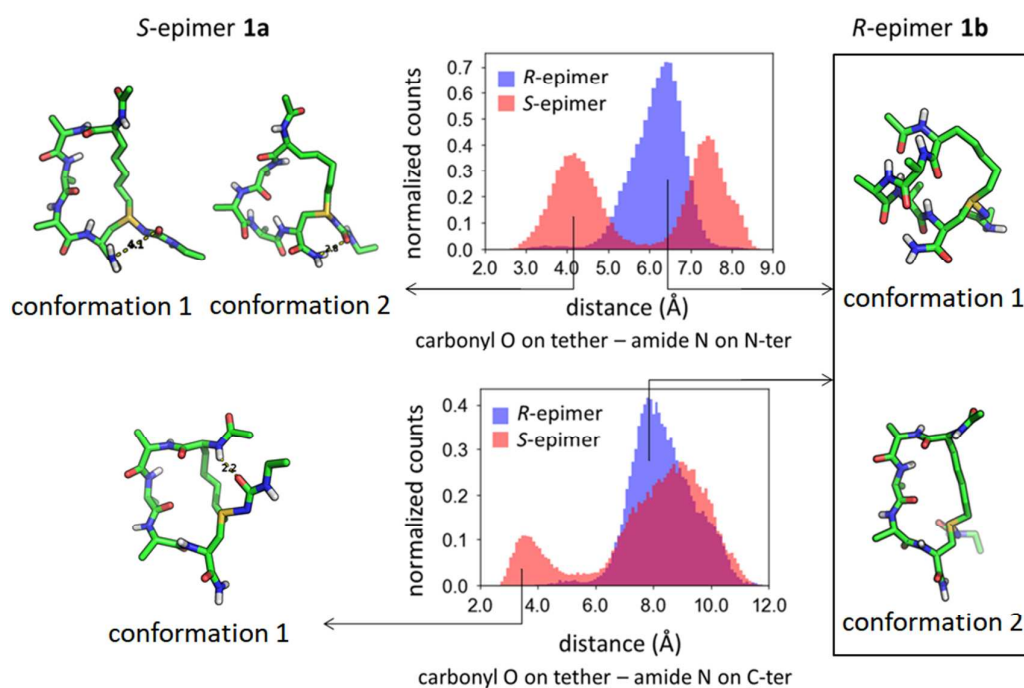 S-epimer 1a
R-epimer 1b
conformation 1
conformation 2
4.1
2.8
normalized counts
0.7
0.6
0.5
0.4
0.3
0.2
0.1
0.0
R-epimer
S-epimer
2.0 3.0 4.0 5.0 6.0 7.0 8.0 9.0
distance (Å)
carbonyl O on tether – amide N on N-ter
conformation 1
2.2
conformation 1
normalized counts
0.4
0.3
0.2
0.1
0.0
R-epimer
S-epimer
2.0 4.0 6.0 8.0 10.0 12.0
distance (Å)
carbonyl O on tether – amide N on C-ter
conformation 2